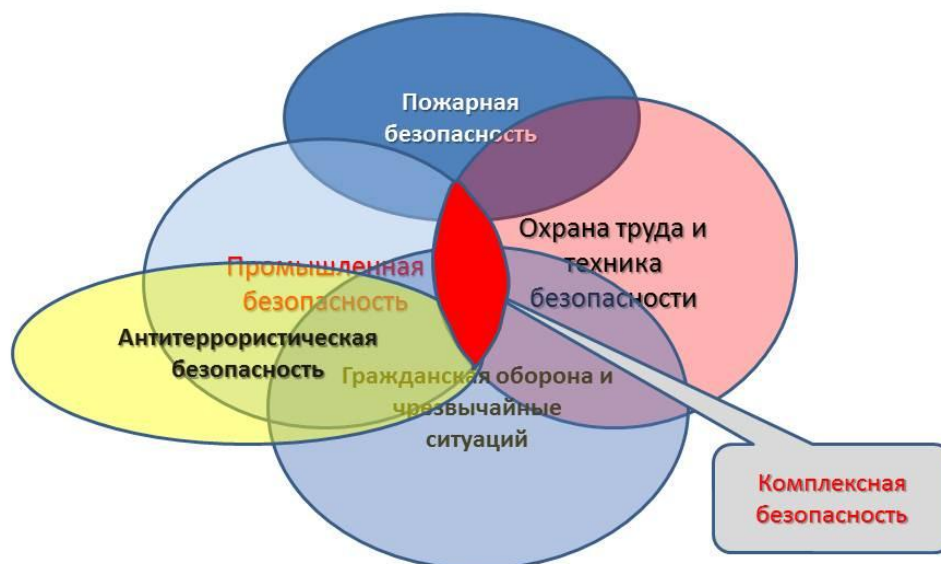 Пожарная
безопасность
Охрана труда и
техника
безопасности
Промышленная
безопасность
Антитеррористическая
безопасность
Гражданская оборона и
чрезвычайные
ситуаций
Комплексная
безопасность